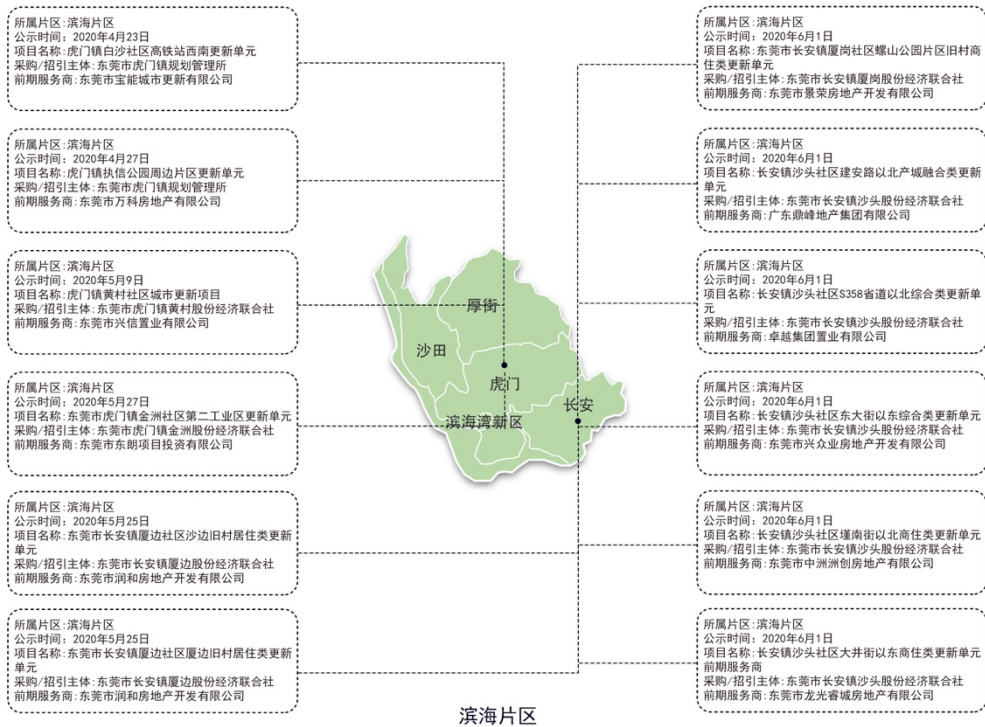 所属片区:滨海片区
公示时间：2020年4月23日
项目名称:虎门镇白沙社区高铁站西南更新单元
采购/招引主体:东莞市虎门镇规划管理所
前期服务商:东莞市宝能城市更新有限公司
所属片区:滨海片区
公示时间：2020年4月27日
项目名称:虎门镇执信公园周边片区更新单元
采购/招引主体:东莞市虎门镇规划管理所
前期服务商:东莞市万科房地产有限公司
所属片区:滨海片区
公示时间：2020年5月9日
项目名称:虎门镇黄村社区城市更新项目
采购/招引主体:东莞市虎门镇黄村股份经济联合社
前期服务商:东莞市兴信置业有限公司
所属片区:滨海片区
公示时间：2020年5月27日
项目名称:东莞市虎门镇金洲社区第二工业区更新单元
采购/招引主体:东莞市虎门镇金洲股份经济联合社
前期服务商:东莞市东朗项目投资有限公司
所属片区:滨海片区
公示时间：2020年5月25日
项目名称:东莞市长安镇厦边社区沙边旧村居住类更新
单元
采购/招引主体:东莞市长安镇厦边股份经济联合社
前期服务商:东莞市润和房地产开发有限公司
所属片区:滨海片区
公示时间：2020年5月25日
项目名称:东莞市长安镇厦边社区厦边旧村居住类更新
单元
采购/招引主体:东莞市长安镇厦边股份经济联合社
前期服务商:东莞市润和房地产开发有限公司
厚街
沙田
虎门
长安
滨海湾新区
所属片区:滨海片区
公示时间：2020年6月1日
项目名称:东莞市长安镇厦岗社区螺山公园片区旧村商
住类更新单元
采购/招引主体:东莞市长安镇厦岗股份经济联合社
前期服务商:东莞市景荣房地产开发有限公司
所属片区:滨海片区
公示时间：2020年6月1日
项目名称:长安镇沙头社区建安路以北产城融合类更新
单元
采购/招引主体:东莞市长安镇沙头股份经济联合社
前期服务商:广东鼎峰地产集团有限公司
所属片区:滨海片区
公示时间：2020年6月1日
项目名称:长安镇沙头社区S358省道以北综合类更新单
元
采购/招引主体:东莞市长安镇沙头股份经济联合社
前期服务商:卓越集团置业有限公司
所属片区:滨海片区
公示时间：2020年6月1日
项目名称:长安镇沙头社区东大街以东综合类更新单元
采购/招引主体:东莞市长安镇沙头股份经济联合社
前期服务商:东莞市兴众业房地产开发有限公司
所属片区:滨海片区
公示时间：2020年6月1日
项目名称:长安镇沙头社区墐南街以北商住类更新单元
采购/招引主体:东莞市长安镇沙头股份经济联合社
前期服务商:东莞市中洲洲创房地产有限公司
所属片区:滨海片区
公示时间：2020年6月1日
项目名称:长安镇沙头社区大井街以东商住类更新单元
前期服务商
采购/招引主体:东莞市长安镇沙头股份经济联合社
前期服务商:东莞市龙光睿城房地产有限公司
滨海片区